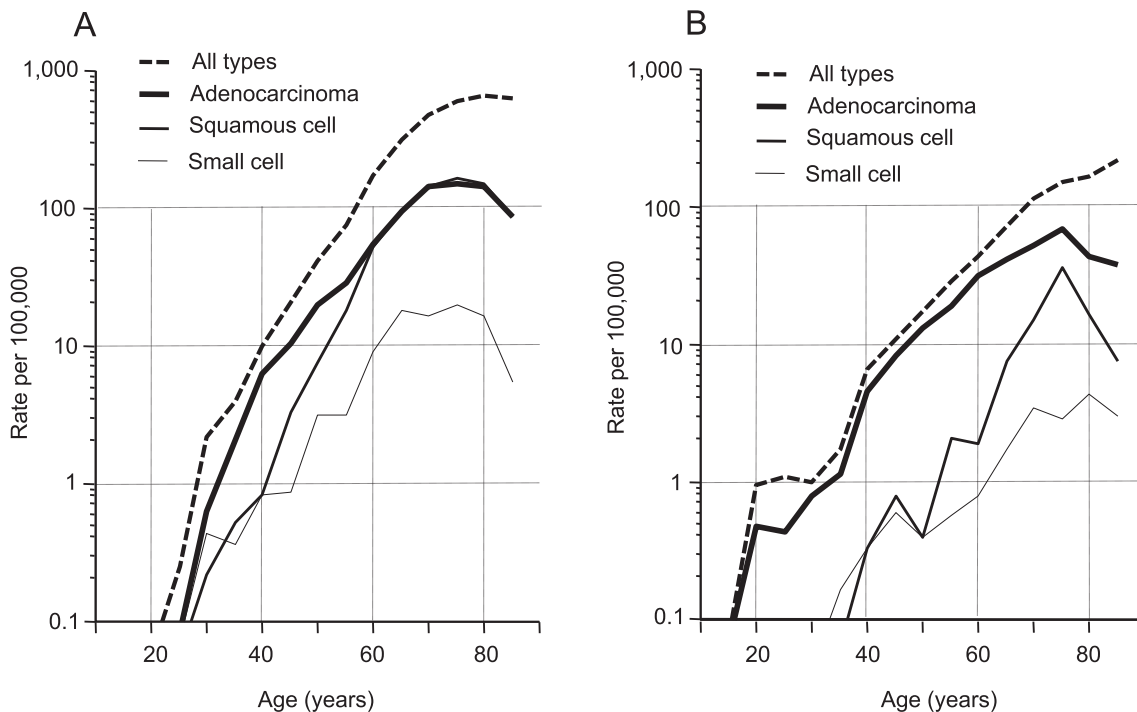 A
All types
Adenocarcinoma
Squamous cell
Small cell
1,000
100
10
1
0.1
Rate per 100,000
20 40 60 80
Age (years)
B
All types
Adenocarcinoma
Squamous cell
Small cell
1,000
100
10
1
0.1
Rate per 100,000
20 40 60 80
Age (years)